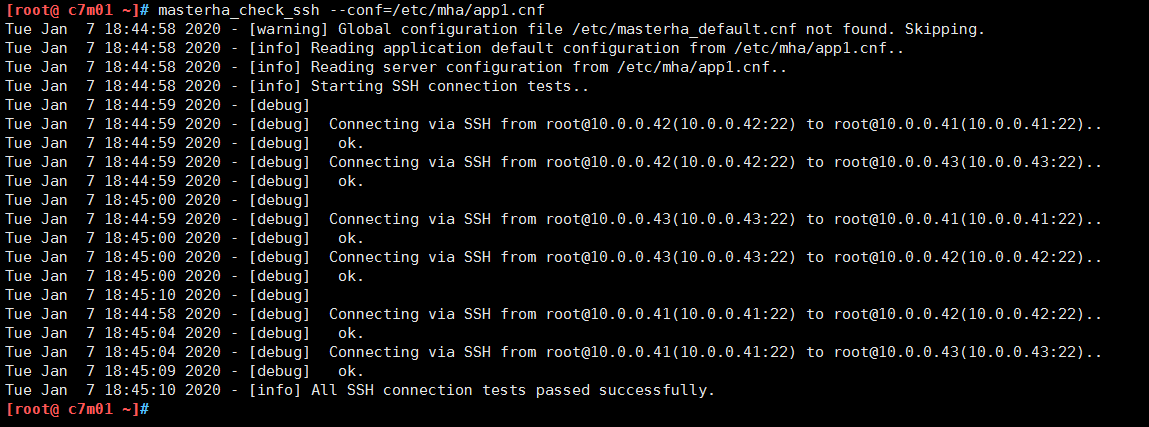 [root@ c7m01 ~]# masterha_check_ssh --conf=/etc/mha/app1.cnf
Tue Jan  7 18:44:58 2020 - [warning] Global configuration file /etc/masterha_default.cnf not found. Skipping.
Tue Jan  7 18:44:58 2020 - [info] Reading application default configuration from /etc/mha/app1.cnf..
Tue Jan  7 18:44:58 2020 - [info] Reading server configuration from /etc/mha/app1.cnf..
Tue Jan  7 18:44:58 2020 - [info] Starting SSH connection tests..
Tue Jan  7 18:44:59 2020 - [debug]
Tue Jan  7 18:44:59 2020 - [debug]  Connecting via SSH from root@10.0.0.42(10.0.0.42:22) to root@10.0.0.41(10.0.0.41:22)..
Tue Jan  7 18:44:59 2020 - [debug]   ok.
Tue Jan  7 18:44:59 2020 - [debug]  Connecting via SSH from root@10.0.0.42(10.0.0.42:22) to root@10.0.0.43(10.0.0.43:22)..
Tue Jan  7 18:44:59 2020 - [debug]   ok.
Tue Jan  7 18:45:00 2020 - [debug]
Tue Jan  7 18:44:59 2020 - [debug]  Connecting via SSH from root@10.0.0.43(10.0.0.43:22) to root@10.0.0.41(10.0.0.41:22)..
Tue Jan  7 18:45:00 2020 - [debug]   ok.
Tue Jan  7 18:45:00 2020 - [debug]  Connecting via SSH from root@10.0.0.43(10.0.0.43:22) to root@10.0.0.42(10.0.0.42:22)..
Tue Jan  7 18:45:00 2020 - [debug]   ok.
Tue Jan  7 18:45:10 2020 - [debug]
Tue Jan  7 18:44:58 2020 - [debug]  Connecting via SSH from root@10.0.0.41(10.0.0.41:22) to root@10.0.0.42(10.0.0.42:22)..
Tue Jan  7 18:45:04 2020 - [debug]   ok.
Tue Jan  7 18:45:04 2020 - [debug]  Connecting via SSH from root@10.0.0.41(10.0.0.41:22) to root@10.0.0.43(10.0.0.43:22)..
Tue Jan  7 18:45:09 2020 - [debug]   ok.
Tue Jan  7 18:45:10 2020 - [info] All SSH connection tests passed successfully.
[root@ c7m01 ~]#